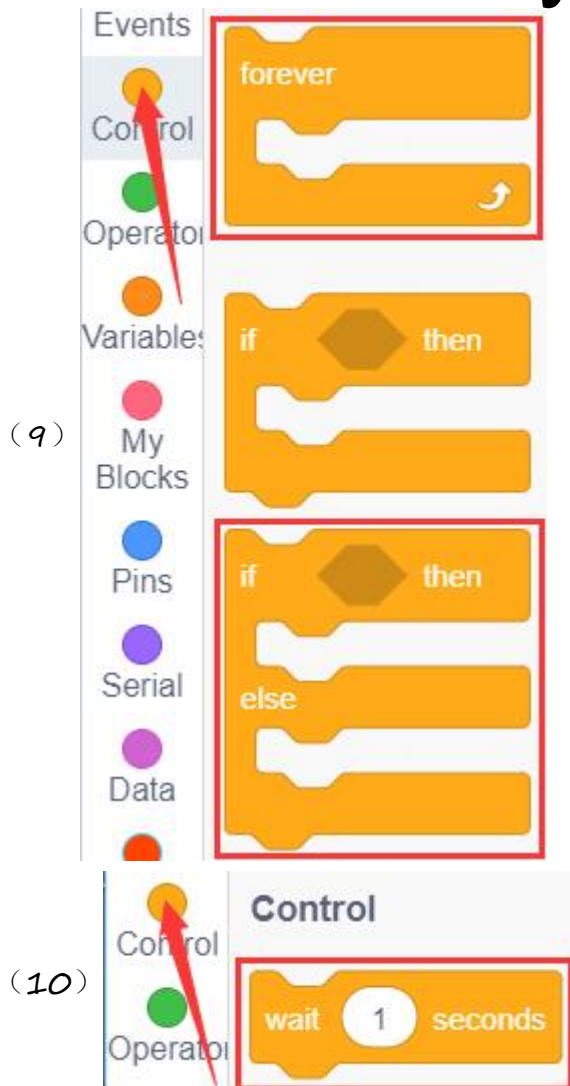 Events
forever
Control
Operator
Variables
if then
（9）
My
Blocks
Pins
if then
Serial
else
Data
Control
Control
（10）
wait 1 seconds
Operator